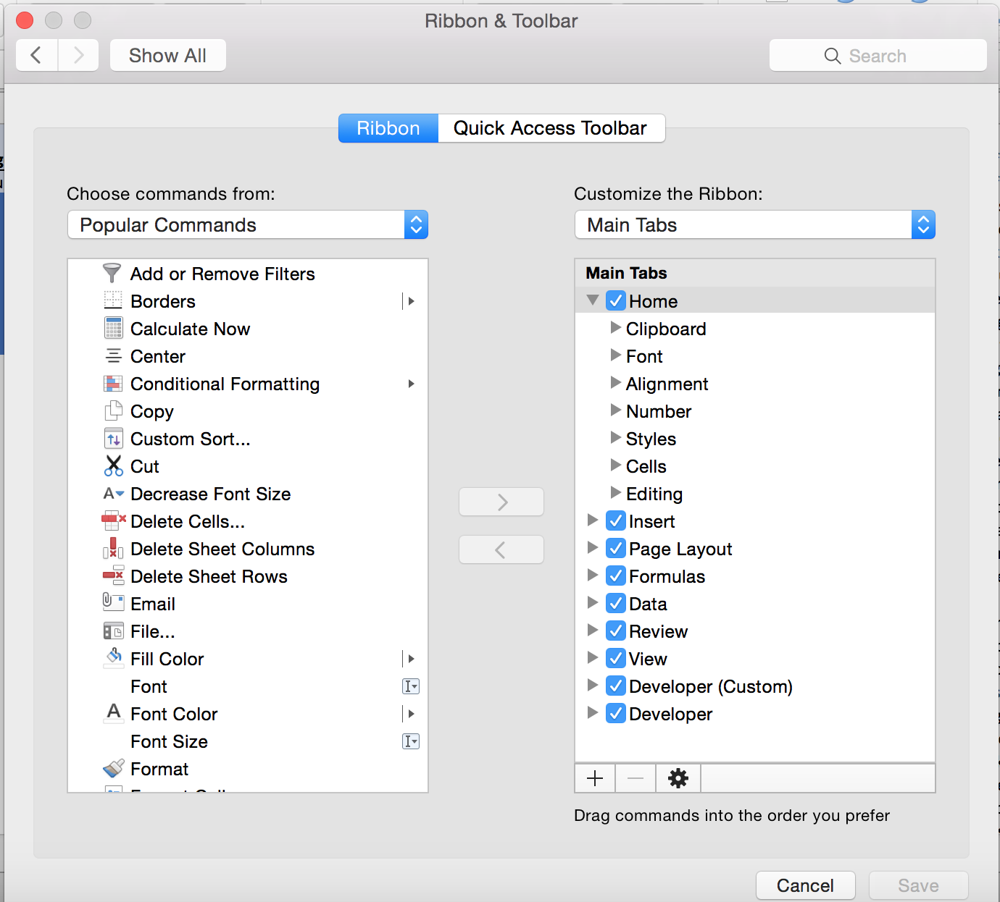 Ribbon & Toolbar
Show All
Search
Ribbon
Quick Access Toolbar
Choose commands from:
Popular Commands
Add or Remove Filters
Borders
Calculate Now
Center
Conditional Formatting
Copy
Custom Sort...
Cut
Decrease Font Size
Delete Cells...
Delete Sheet Columns
Delete Sheet Rows
Email
File...
Fill Color
Font
Font Color
Font Size
Format
Customize the Ribbon:
Main Tabs
Main Tabs
Home
Clipboard
Font
Alignment
Number
Styles
Cells
Editing
Insert
Page Layout
Formulas
Data
Review
View
Developer (Custom)
Developer
Drag commands into the order you prefer
Cancel
Save